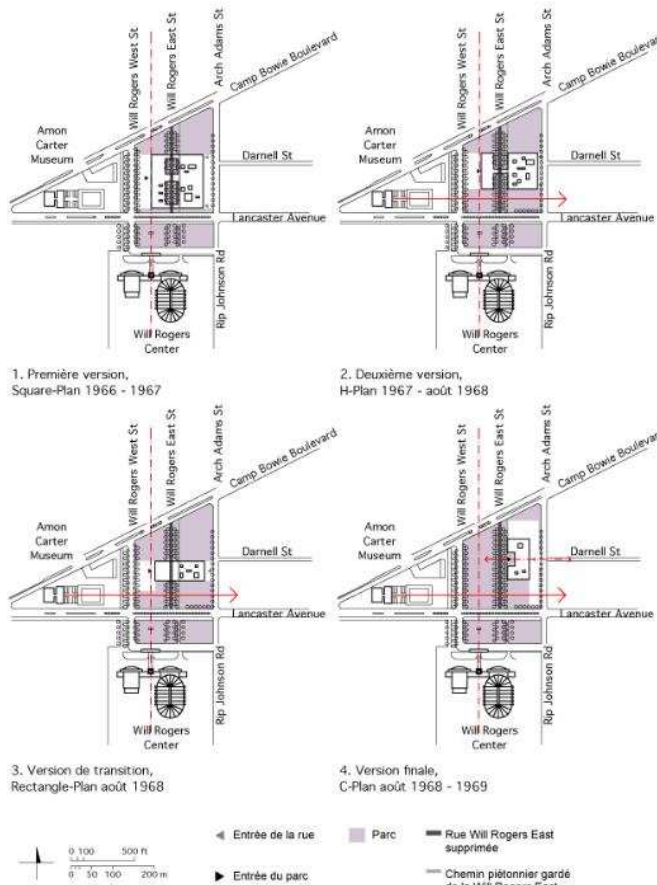 Will Rogers West St
Will Rogers East St
Arch Adams St
Camp Bowie Boulevard
Amon
Carter
Museum
Darnell St
Lancaster Avenue
Rip Johnson Rd
Will Rogers
Center
1. Première version,
Square-Plan 1966 - 1967
Will Rogers West St
Will Rogers East St
Arch Adams St
Camp Bowie Boulevard
Amon
Carter
Museum
Darnell St
Lancaster Avenue
Rip Johnson Rd
Will Rogers
Center
2. Deuxième version,
H-Plan 1967 - août 1968
Will Rogers West St
Will Rogers East St
Arch Adams St
Camp Bowie Boulevard
Amon
Carter
Museum
Darnell St
Lancaster Avenue
Rip Johnson Rd
Will Rogers
Center
3. Version de transition,
Rectangle-Plan août 1968
Will Rogers West St
Will Rogers East St
Arch Adams St
Camp Bowie Boulevard
Amon
Carter
Museum
Darnell St
Lancaster Avenue
Rip Johnson Rd
Will Rogers
Center
4. Version finale,
C-Plan août 1968 - 1969
0 100 500 ft
0 50 100 200 m
Entrée de la rue
Parc
Rue Will Rogers East
supprimée
Entrée du parc
Chemin piétonnier gardé
de la Will Rogers East